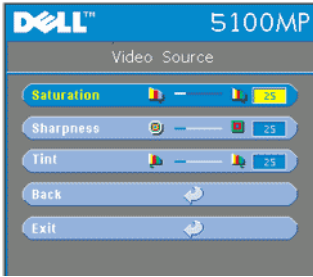 DELL™ 5100MP
Video Source
Saturation 25
Sharpness 25
Tint 25
Back
Exit